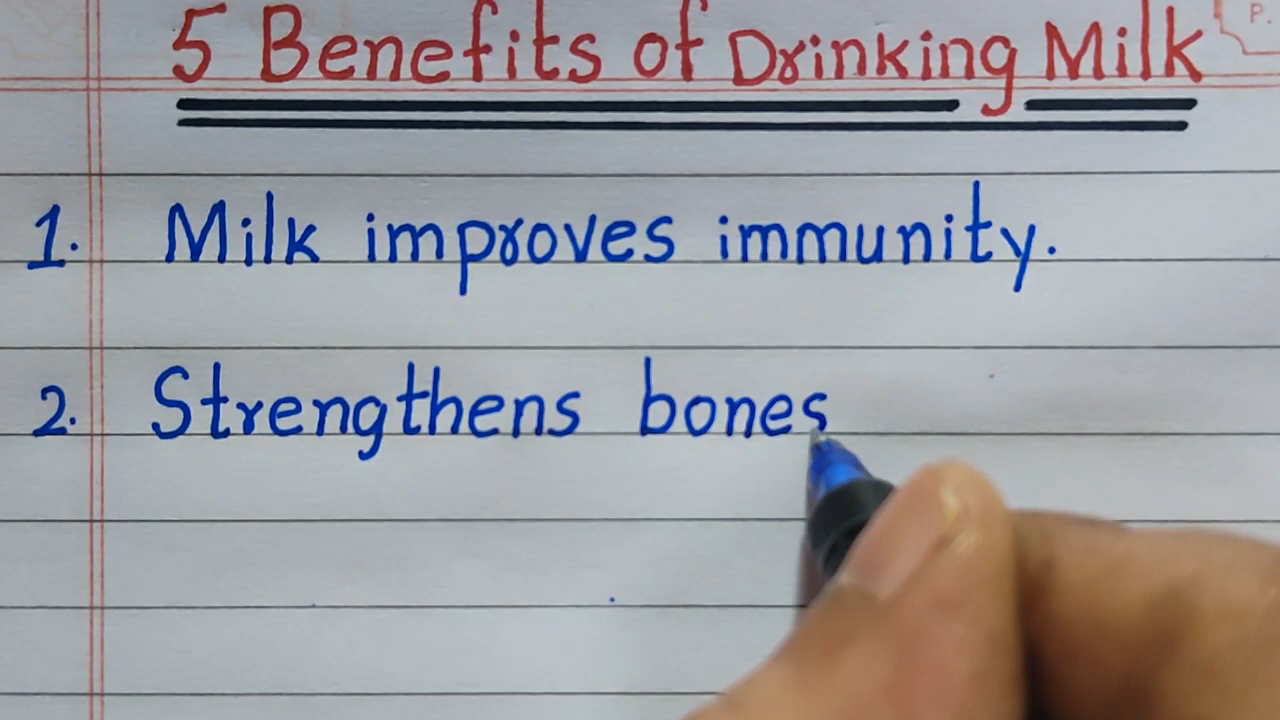 5 Benefits of Drinking Milk
P.
1. Milk improves immunity.
2. Strengthens bones